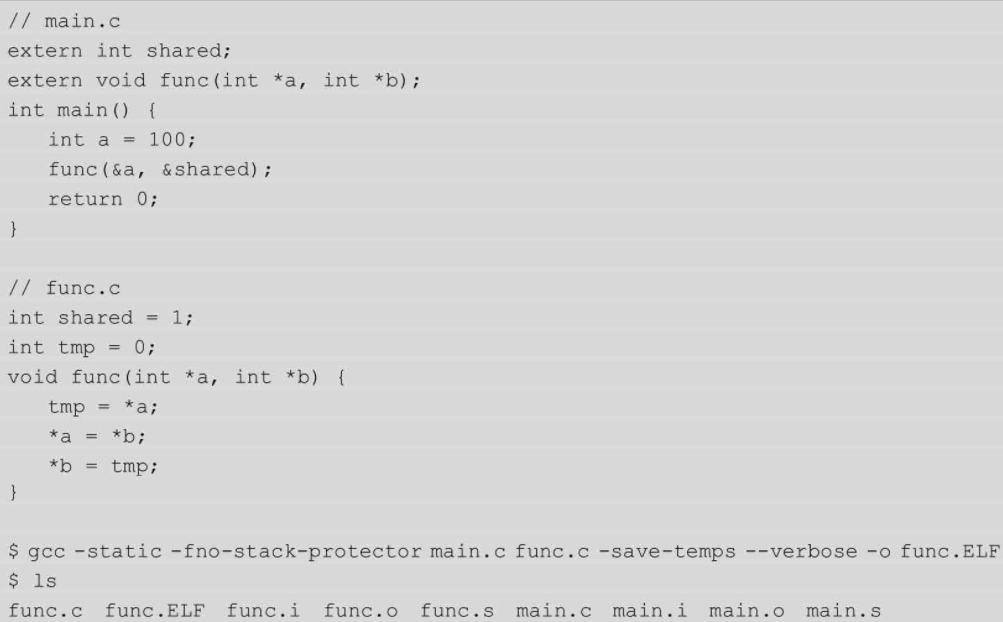 // main.c
extern int shared;
extern void func(int *a, int *b);
int main() {
int a = 100;
func(&a, &shared);
return 0;
}
// func.c
int shared = 1;
int tmp = 0;
void func(int *a, int *b) {
tmp = *a;
*a = *b;
*b = tmp;
}
$ gcc -static -fno-stack-protector main.c func.c -save-temps --verbose -o func.ELF
$ ls
func.c func.ELF func.i func.o func.s main.c main.i main.o main.s